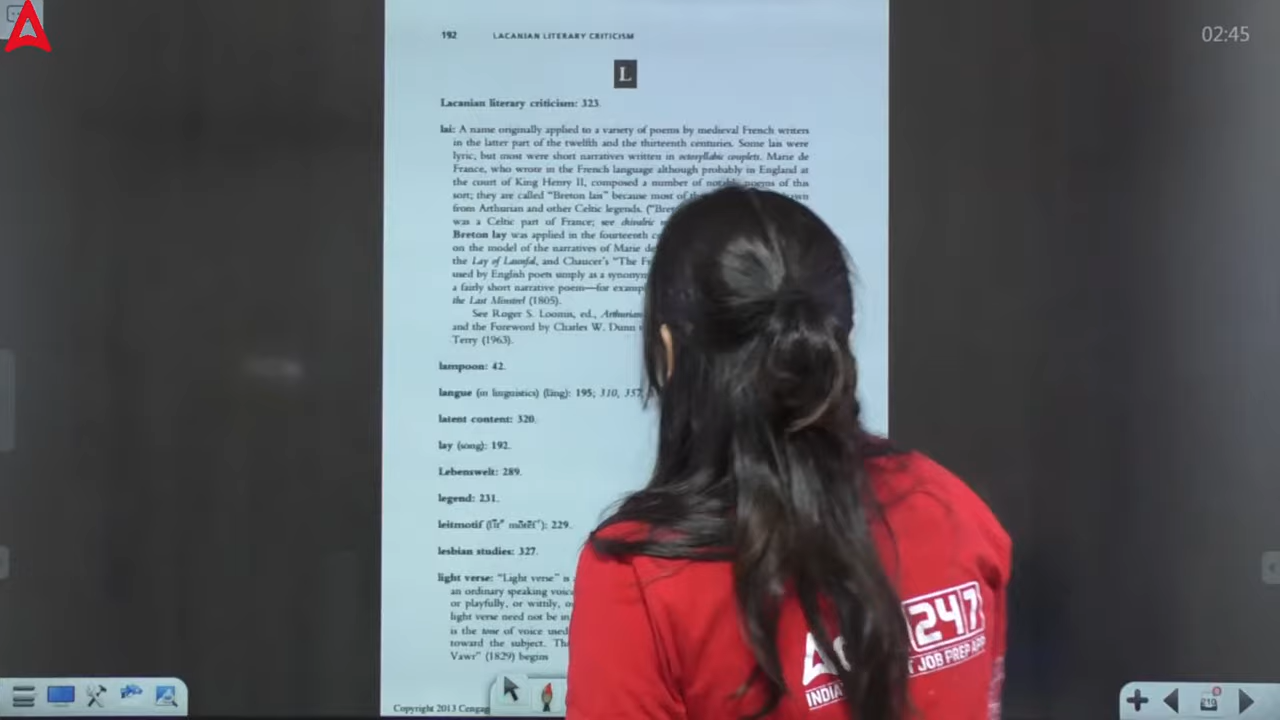 02:45
192 LACANIAN LITERARY CRITICISM
L
Lacanian literary criticism: 323.
lai: A name originally applied to a variety of poems by medieval French writers
in the latter part of the twelfth and the thirteenth centuries. Some lais were
lyric, but most were short narratives written in octosyllabic couplets. Marie de
France, who wrote in the French language although probably in England at
the court of King Henry II, composed a number of notable poems of this
sort; they are called "Breton lais" because most of
from Arthurian and other Celtic legends.
was a Celtic part of France; see chivalric
Breton lay was applied in the fourteenth
on the model of the narratives of Marie de
the Lay of Launfal, and Chaucer's "The
used by English poets simply as a
a fairly short narrative poem—for
the Last Minstrel (1805).
See Roger S. Loomis, ed.,
and the Foreword by Charles W. Dunn
Terry (1963).
lampoon: 42.
langue (in linguistics) (läng): 195; 310, 357,
latent content: 320.
lay (song): 192.
Lebenswelt: 289.
legend: 231.
leitmotif 229.
lesbian studies: 327.
light verse: "Light verse" is
an ordinary speaking voice
or playfully, or wittily,
light verse need not be in
is the tone of voice used
toward the subject.
Vawr" (1829) begins
Copyright 2013
247
JOB PREP APP